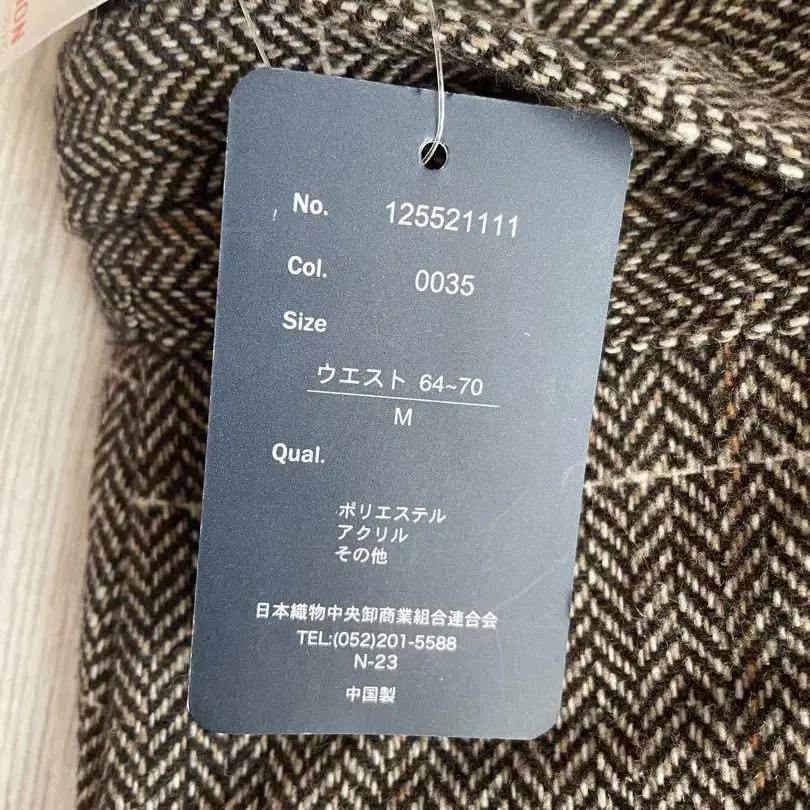 No. 125521111
Col. 0035
Size
ウエスト 64~70
M
Qual.
ポリエステル
アクリル
その他
日本織物中央卸商業組合連合会
TEL:(052)201-5588
N-23
中国製